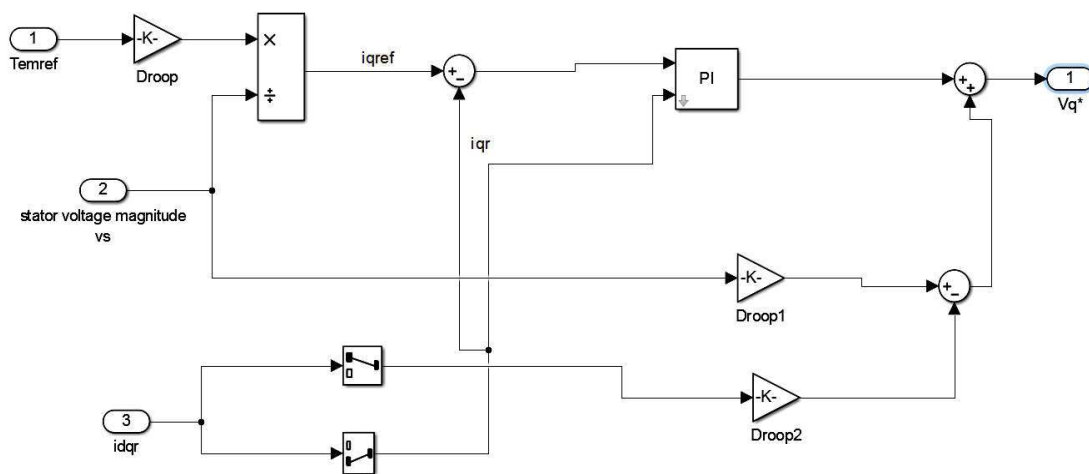 1
Temref
-K-
Droop
×
÷
iqref
+
−
PI
+
+
1
Vq*
iqr
2
stator voltage magnitude
vs
-K-
Droop1
+
−
3
idqr
-K-
Droop2